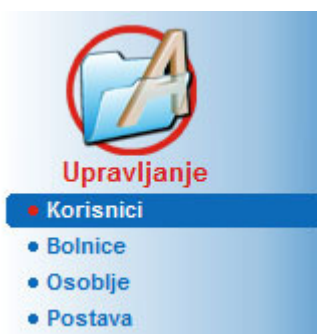 Upravljanje
Korisnici
Bolnice
Osoblje
Postava